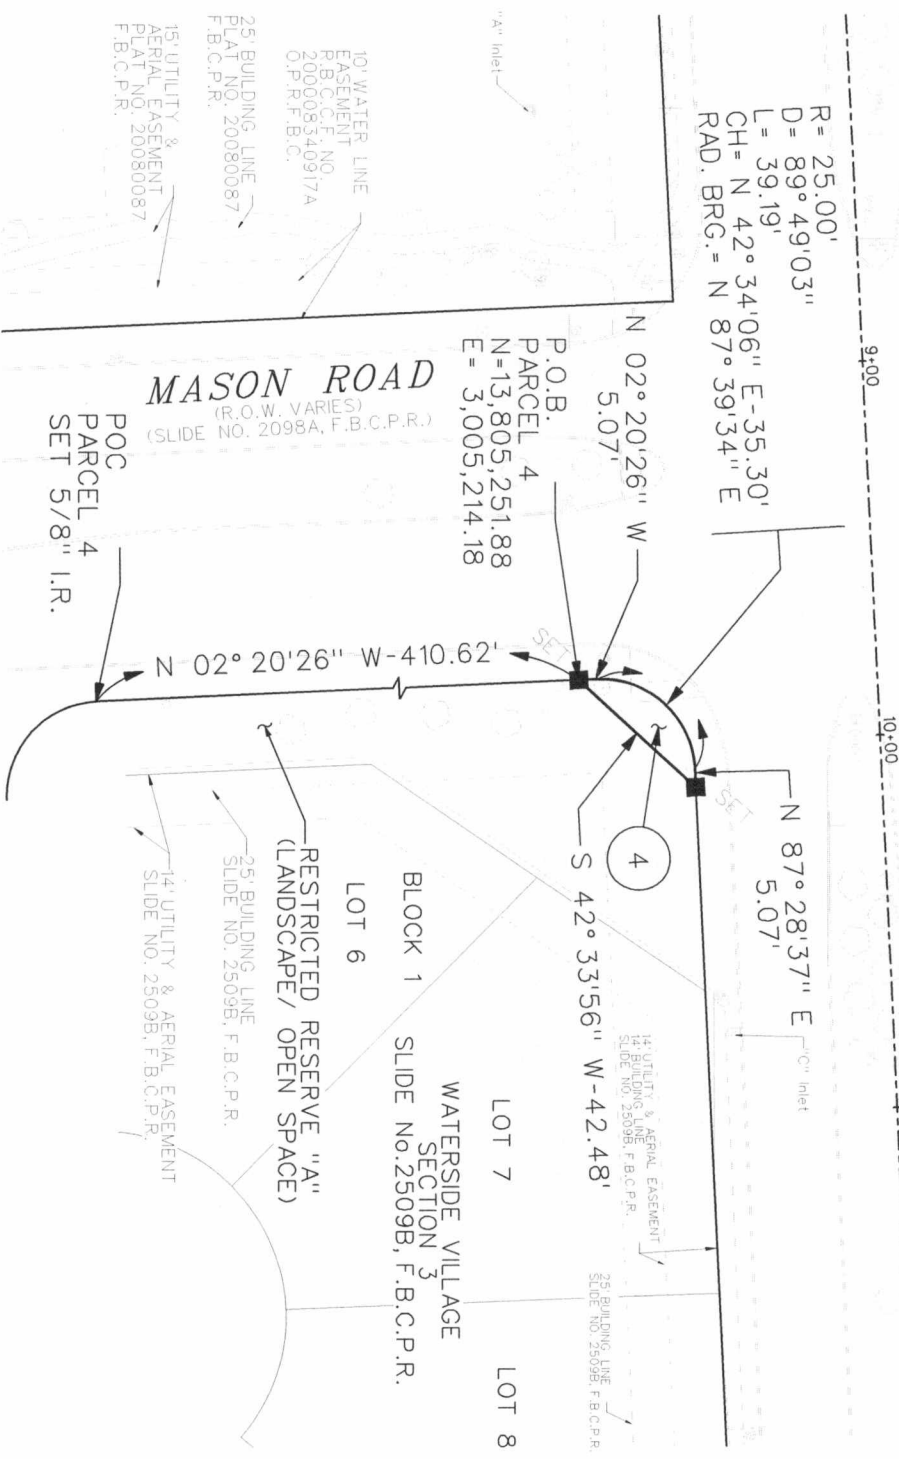 "A" Inlet
R= 25.00'
D= 89° 49'03"
L= 39.19'
CH= N 42° 34'06" E-35.30'
RAD. BRG.= N 87° 39'34" E
9+00
10+00
10' WATER LINE
EASEMENT
F.B.C.C.F. NO.
200008340917A
O.P.R.F.B.C.
25' BUILDING LINE
PLAT NO. 20080087
F.B.C.P.R.
15' UTILITY &
AERIAL EASEMENT
PLAT NO. 20080087
F.B.C.P.R.
N 02° 20'26" W
5.07'
P.O.B.
PARCEL 4
N=13,805,251.88
E= 3,005,214.18
MASON ROAD
(R.O.W. VARIES)
(SLIDE NO. 2098A, F.B.C.P.R.)
POC
PARCEL 4
SET 5/8" I.R.
N 02° 20'26" W-410.62'
SET
SET
N 87° 28'37" E
5.07'
"C" Inlet
4
S 42° 33'56" W-42.48'
14' UTILITY & AERIAL EASEMENT
14' BUILDING LINE
SLIDE NO. 2509B, F.B.C.P.R.
25' BUILDING LINE
SLIDE NO. 2509B, F.B.C.P.R.
LOT 7
LOT 8
WATERSIDE VILLAGE
SECTION 3
BLOCK 1 SLIDE No.2509B, F.B.C.P.R.
LOT 6
RESTRICTED RESERVE "A"
(LANDSCAPE/ OPEN SPACE)
25' BUILDING LINE
SLIDE NO. 2509B, F.B.C.P.R.
14' UTILITY & AERIAL EASEMENT
SLIDE NO. 2509B, F.B.C.P.R.